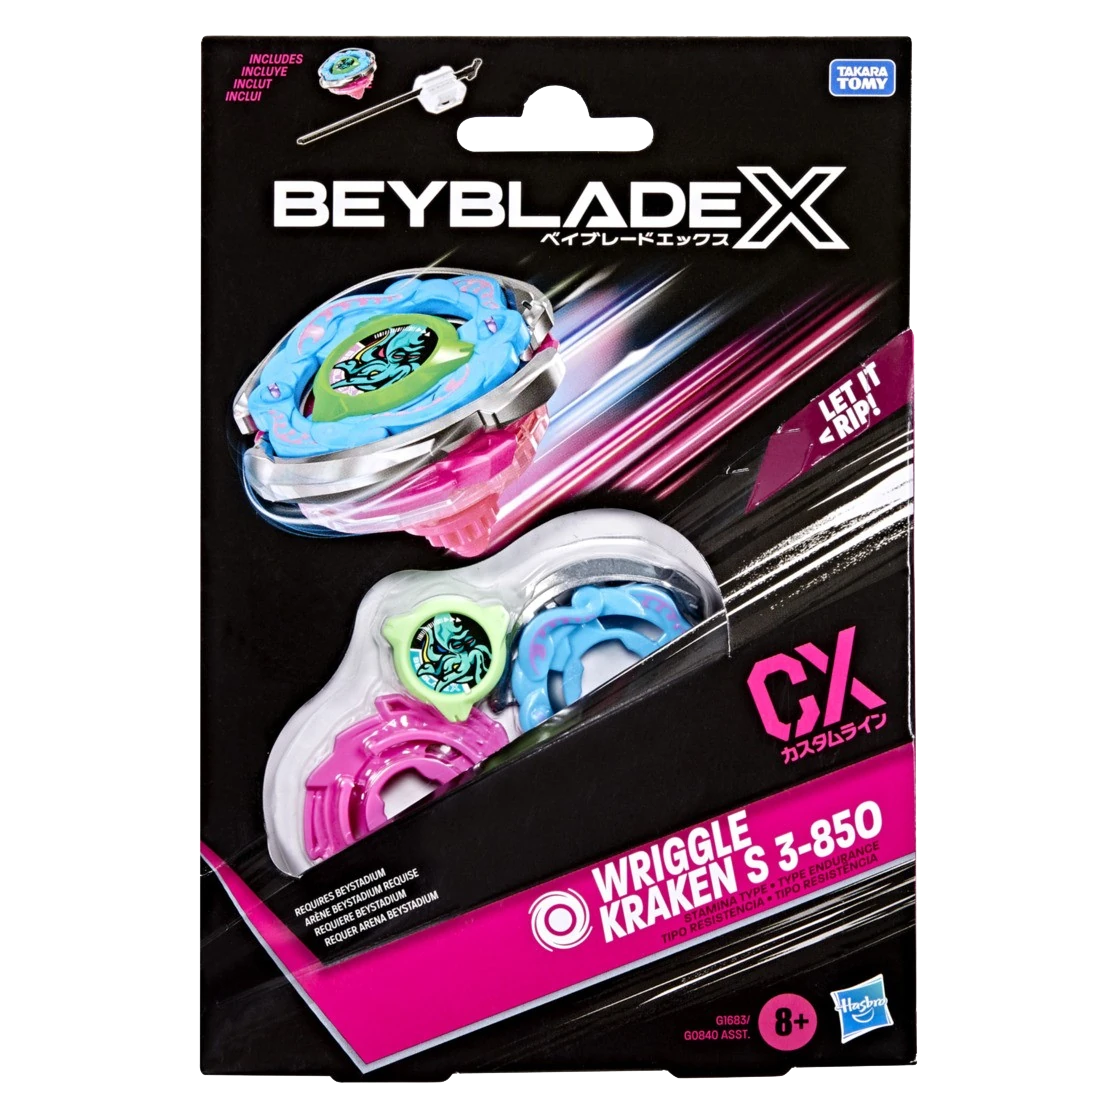 INCLUDES
INCLUYE
INCLUT
INCLUI
TAKARA
TOMY
BEYBLADE X
ベイブレードエックス
LET IT
RIP!
CX
カスタムライン
WRIGGLE
KRAKEN S 3-850
STAMINA TYPE • TYPE ENDURANCE
TIPO RESISTENCIA • TIPO RESISTÊNCIA
REQUIRES BEYSTADIUM
ARÈNE BEYSTADIUM REQUISE
REQUIERE BEYSTADIUM
REQUER ARENA BEYSTADIUM
G1683/
G0840 ASST.
8+
Hasbro